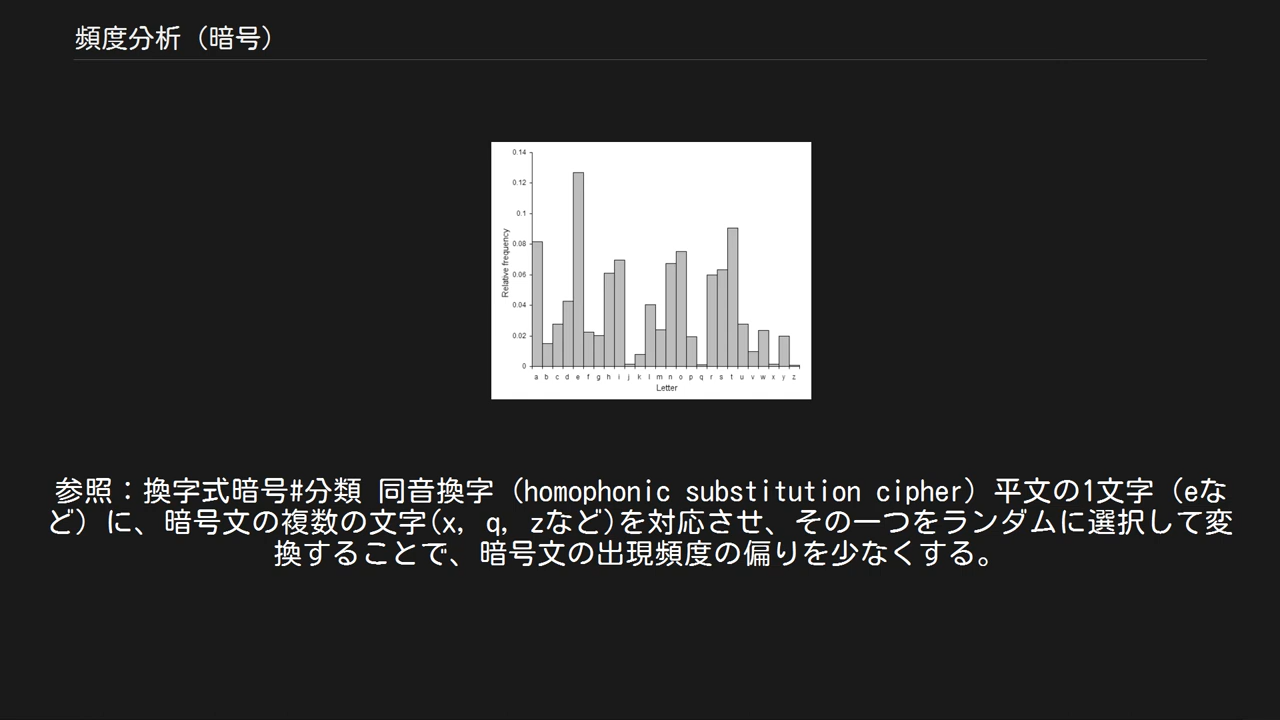 頻度分析（暗号）
0.14
0.12
0.1
0.08
0.06
0.04
0.02
0
Relative frequency
a b c d e f g h i j k l m n o p q r s t u v w x y z
Letter
参照：換字式暗号#分類 同音換字（homophonic substitution cipher）平文の1文字（eな
ど）に、暗号文の複数の文字(x, q, zなど)を対応させ、その一つをランダムに選択して変
換することで、暗号文の出現頻度の偏りを少なくする。